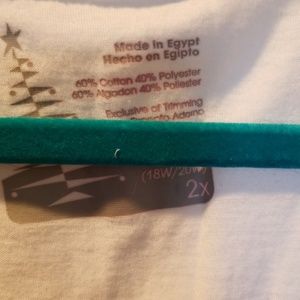 Made in Egypt
Hecho en Egipto
60% Cotton 40% Polyester
60% Algodon 40% Poliester
Exclusive of Trimming
Adorno
(18W/20W)
2x